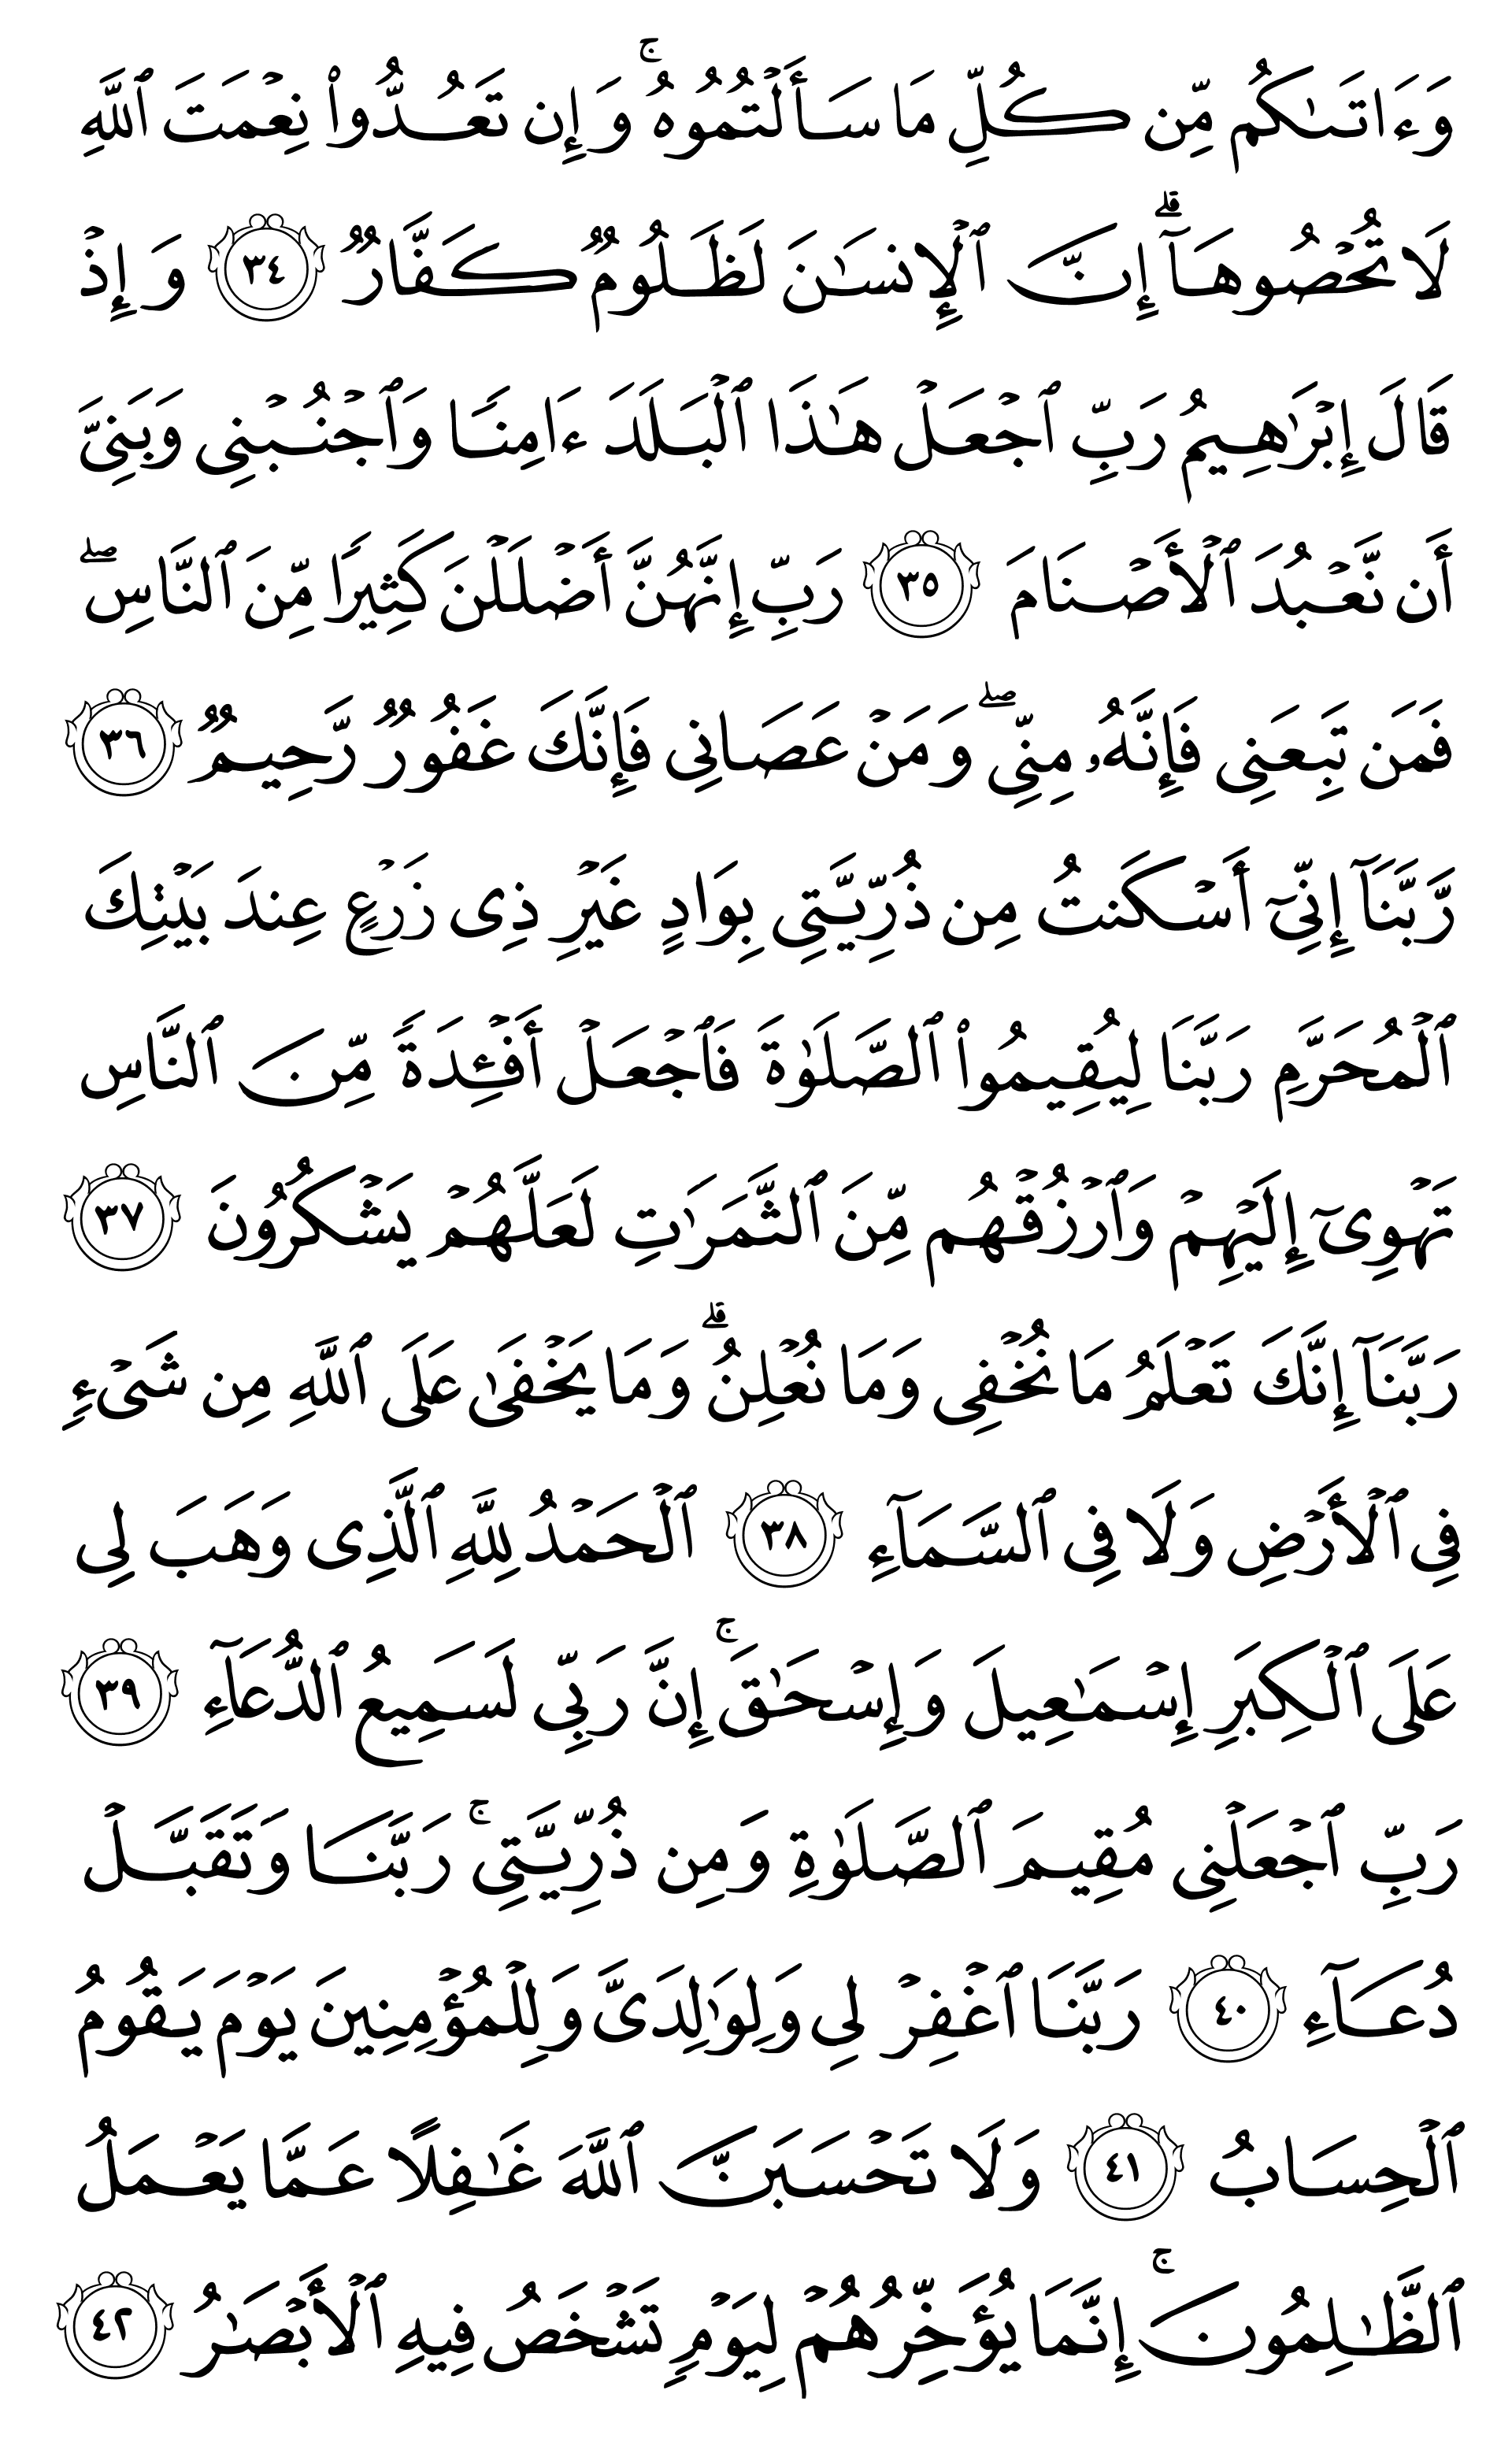 وَءَاتَىٰكُم مِّن كُلِّ مَا سَأَلْتُمُوهُ ۚ وَإِن تَعُدُّوا۟ نِعْمَتَ ٱللَّهِ
لَا تُحْصُوهَآ ۗ إِنَّ ٱلْإِنسَٰنَ لَظَلُومٌ كَفَّارٌ ٣٤ وَإِذْ
قَالَ إِبْرَٰهِيمُ رَبِّ ٱجْعَلْ هَٰذَا ٱلْبَلَدَ ءَامِنًا وَٱجْنُبْنِى وَبَنِىَّ
أَن نَّعْبُدَ ٱلْأَصْنَامَ ٣٥ رَبِّ إِنَّهُنَّ أَضْلَلْنَ كَثِيرًا مِّنَ ٱلنَّاسِ ۖ
فَمَن تَبِعَنِى فَإِنَّهُۥ مِنِّى ۖ وَمَنْ عَصَانِى فَإِنَّكَ غَفُورٌ رَّحِيمٌ ٣٦
رَّبَّنَآ إِنِّىٓ أَسْكَنتُ مِن ذُرِّيَّتِى بِوَادٍ غَيْرِ ذِى زَرْعٍ عِندَ بَيْتِكَ
ٱلْمُحَرَّمِ رَبَّنَا لِيُقِيمُوا۟ ٱلصَّلَوٰةَ فَٱجْعَلْ أَفْـِٔدَةً مِّنَ ٱلنَّاسِ
تَهْوِىٓ إِلَيْهِمْ وَٱرْزُقْهُم مِّنَ ٱلثَّمَرَٰتِ لَعَلَّهُمْ يَشْكُرُونَ ٣٧
رَبَّنَآ إِنَّكَ تَعْلَمُ مَا نُخْفِى وَمَا نُعْلِنُ ۗ وَمَا يَخْفَىٰ عَلَى ٱللَّهِ مِن شَىْءٍ
فِى ٱلْأَرْضِ وَلَا فِى ٱلسَّمَآءِ ٣٨ ٱلْحَمْدُ لِلَّهِ ٱلَّذِى وَهَبَ لِى
عَلَى ٱلْكِبَرِ إِسْمَٰعِيلَ وَإِسْحَٰقَ ۚ إِنَّ رَبِّى لَسَمِيعُ ٱلدُّعَآءِ ٣٩
رَبِّ ٱجْعَلْنِى مُقِيمَ ٱلصَّلَوٰةِ وَمِن ذُرِّيَّتِى ۚ رَبَّنَا وَتَقَبَّلْ
دُعَآءِ ٤٠ رَبَّنَا ٱغْفِرْ لِى وَلِوَٰلِدَىَّ وَلِلْمُؤْمِنِينَ يَوْمَ يَقُومُ
ٱلْحِسَابُ ٤١ وَلَا تَحْسَبَنَّ ٱللَّهَ غَٰفِلًا عَمَّا يَعْمَلُ
ٱلظَّٰلِمُونَ ۚ إِنَّمَا يُؤَخِّرُهُمْ لِيَوْمٍ تَشْخَصُ فِيهِ ٱلْأَبْصَٰرُ ٤٢